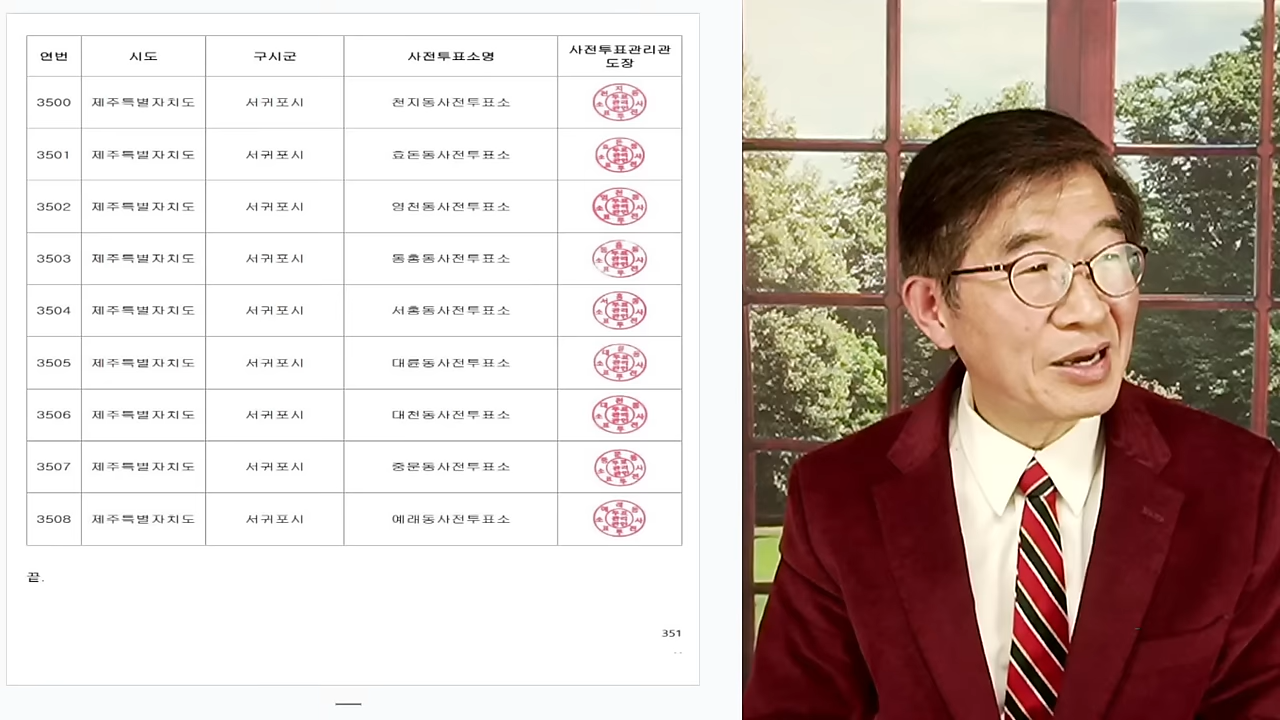 연번 시도 구시군 사전투표소명 사전투표관리관
도장
3500 제주특별자치도 서귀포시 천지동사전투표소
3501 제주특별자치도 서귀포시 효돈동사전투표소
3502 제주특별자치도 서귀포시 영천동사전투표소
3503 제주특별자치도 서귀포시 동홍동사전투표소
3504 제주특별자치도 서귀포시 서홍동사전투표소
3505 제주특별자치도 서귀포시 대륜동사전투표소
3506 제주특별자치도 서귀포시 대천동사전투표소
3507 제주특별자치도 서귀포시 중문동사전투표소
3508 제주특별자치도 서귀포시 예래동사전투표소
끝.
351